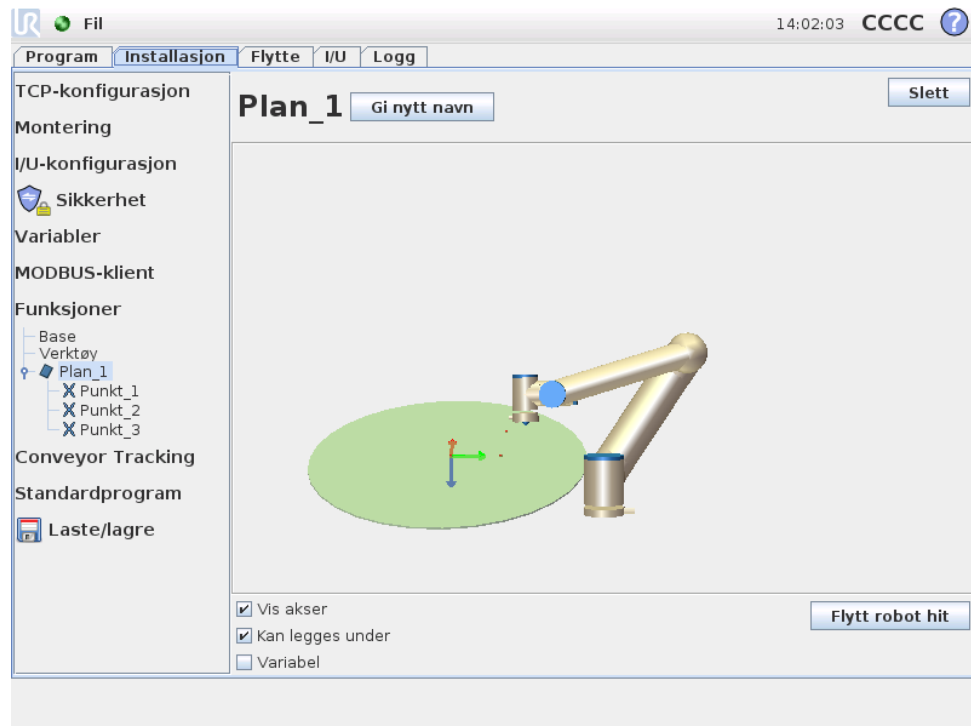 UR Fil 14:02:03 CCCC ?
Program Installasjon Flytte I/U Logg
TCP-konfigurasjon
Montering
I/U-konfigurasjon
Sikkerhet
Variabler
MODBUS-klient
Funksjoner
Base
Verktøy
Plan_1
Punkt_1
Punkt_2
Punkt_3
Conveyor Tracking
Standardprogram
Laste/lagre
Plan_1 Gi nytt navn
Slett
Vis akser
Kan legges under
Variabel
Flytt robot hit